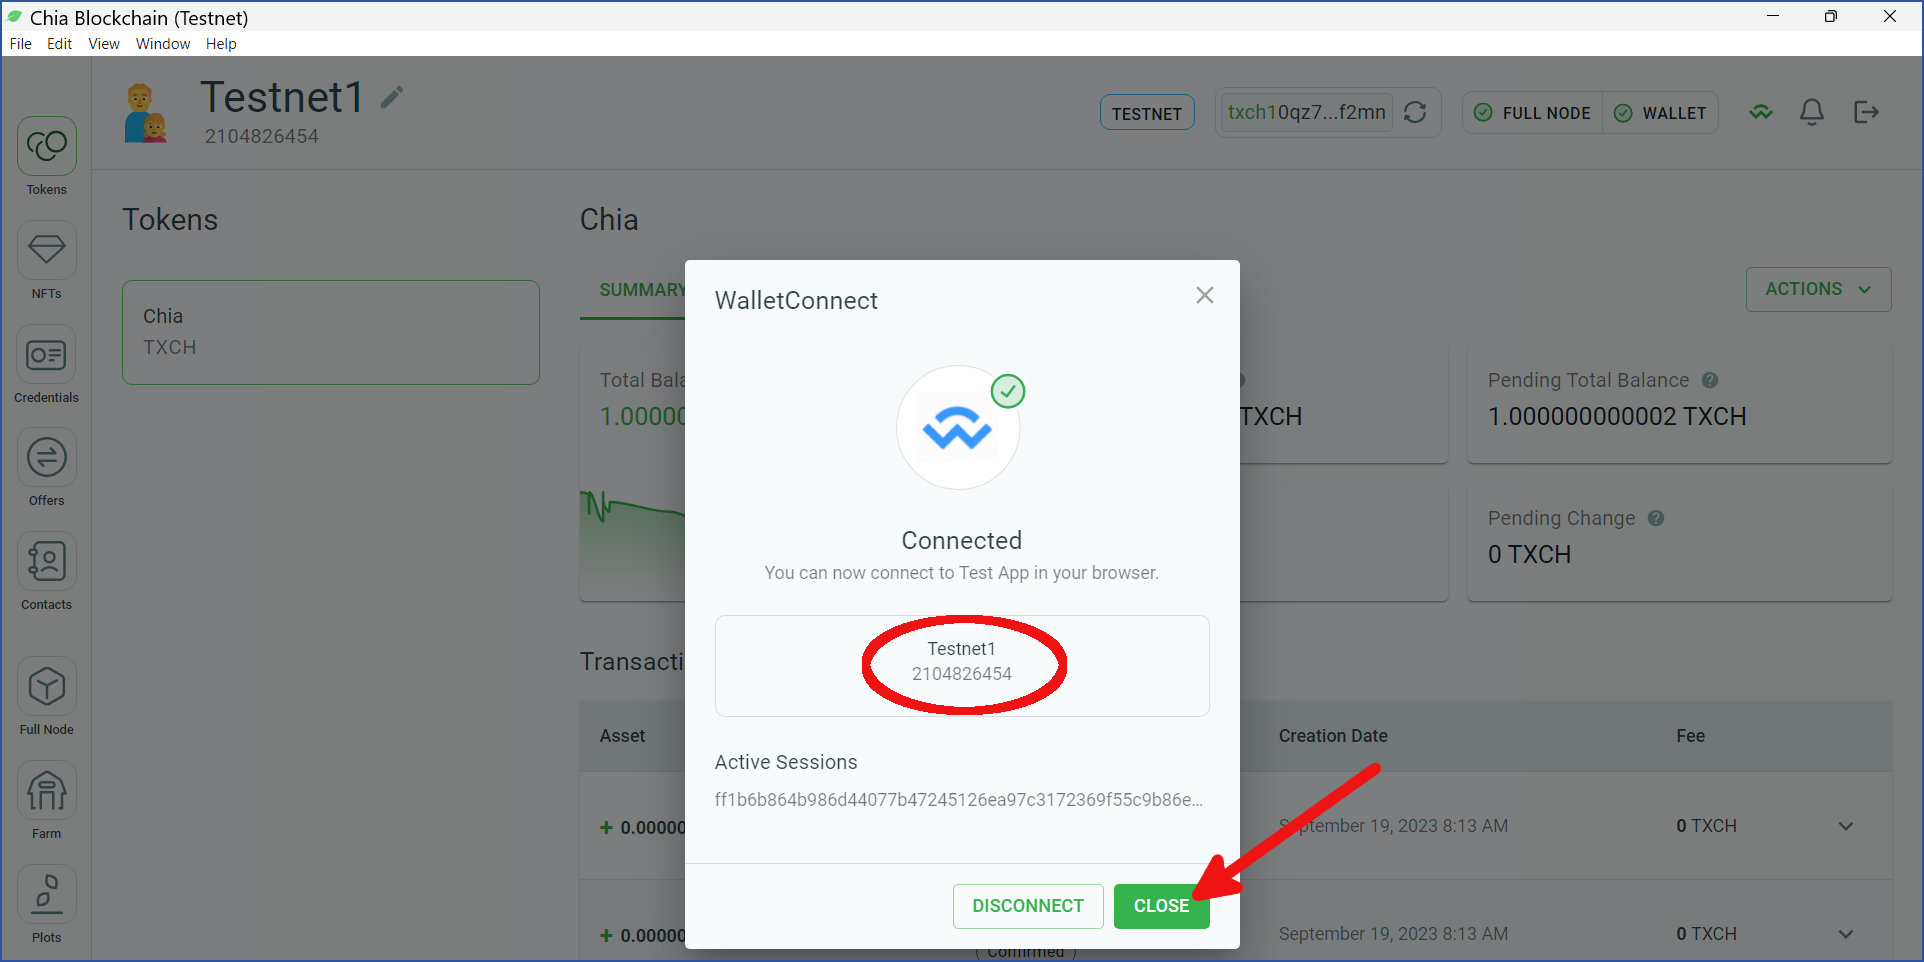 Chia Blockchain (Testnet)
File Edit View Window Help
Testnet1
2104826454
TESTNET
txch10qz7...f2mn
FULL NODE
WALLET
Tokens
NFTs
Credentials
Offers
Contacts
Full Node
Farm
Plots
Tokens
Chia
TXCH
Chia
SUMMARY
ACTIONS
Total Bala
1.00000
TXCH
Pending Total Balance
1.000000000002 TXCH
Pending Change
0 TXCH
Transacti
Asset
Creation Date
Fee
+ 0.00000
September 19, 2023 8:13 AM
0 TXCH
+ 0.00000
Confirmed
September 19, 2023 8:13 AM
0 TXCH
WalletConnect
Connected
You can now connect to Test App in your browser.
Testnet1
2104826454
Active Sessions
ff1b6b864b986d44077b47245126ea97c3172369f55c9b86e...
DISCONNECT
CLOSE